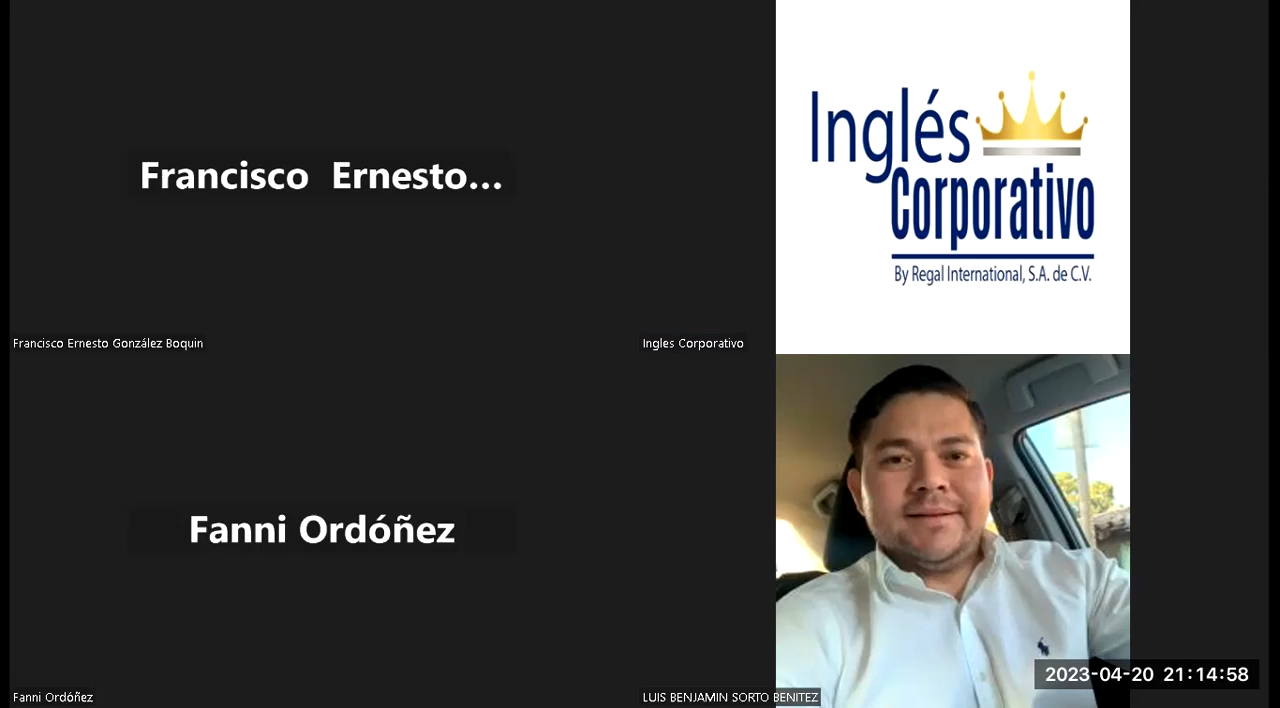 Francisco  Ernesto...
Francisco Ernesto González Boquin
Inglés
Corporativo
By Regal International, S.A. de C.V.
Ingles Corporativo
Fanni Ordóñez
Fanni Ordóñez
LUIS BENJAMIN SORTO BENITEZ
2023-04-20 21:14:58